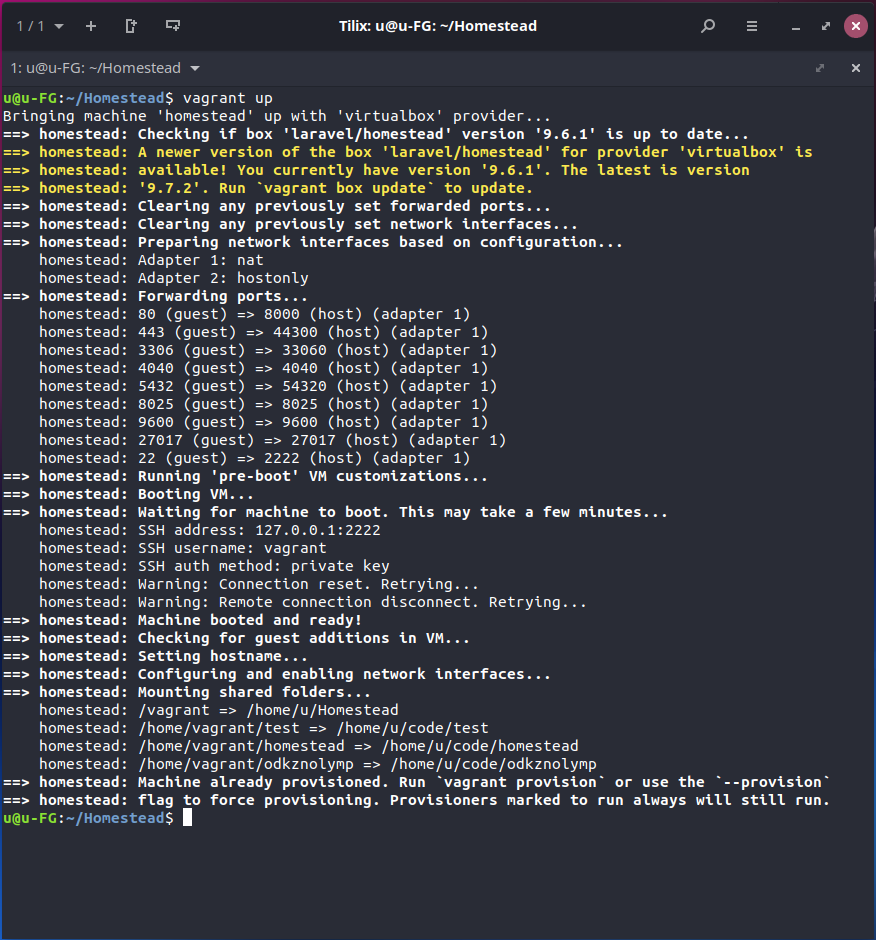 1 / 1
Tilix: u@u-FG: ~/Homestead
1: u@u-FG: ~/Homestead
u@u-FG:~/Homestead$ vagrant up
Bringing machine 'homestead' up with 'virtualbox' provider...
==> homestead: Checking if box 'laravel/homestead' version '9.6.1' is up to date...
==> homestead: A newer version of the box 'laravel/homestead' for provider 'virtualbox' is
==> homestead: available! You currently have version '9.6.1'. The latest is version
==> homestead: '9.7.2'. Run `vagrant box update` to update.
==> homestead: Clearing any previously set forwarded ports...
==> homestead: Clearing any previously set network interfaces...
==> homestead: Preparing network interfaces based on configuration...
    homestead: Adapter 1: nat
    homestead: Adapter 2: hostonly
==> homestead: Forwarding ports...
    homestead: 80 (guest) => 8000 (host) (adapter 1)
    homestead: 443 (guest) => 44300 (host) (adapter 1)
    homestead: 3306 (guest) => 33060 (host) (adapter 1)
    homestead: 4040 (guest) => 4040 (host) (adapter 1)
    homestead: 5432 (guest) => 54320 (host) (adapter 1)
    homestead: 8025 (guest) => 8025 (host) (adapter 1)
    homestead: 9600 (guest) => 9600 (host) (adapter 1)
    homestead: 27017 (guest) => 27017 (host) (adapter 1)
    homestead: 22 (guest) => 2222 (host) (adapter 1)
==> homestead: Running 'pre-boot' VM customizations...
==> homestead: Booting VM...
==> homestead: Waiting for machine to boot. This may take a few minutes...
    homestead: SSH address: 127.0.0.1:2222
    homestead: SSH username: vagrant
    homestead: SSH auth method: private key
    homestead: Warning: Connection reset. Retrying...
    homestead: Warning: Remote connection disconnect. Retrying...
==> homestead: Machine booted and ready!
==> homestead: Checking for guest additions in VM...
==> homestead: Setting hostname...
==> homestead: Configuring and enabling network interfaces...
==> homestead: Mounting shared folders...
    homestead: /vagrant => /home/u/Homestead
    homestead: /home/vagrant/test => /home/u/code/test
    homestead: /home/vagrant/homestead => /home/u/code/homestead
    homestead: /home/vagrant/odkznolymp => /home/u/code/odkznolymp
==> homestead: Machine already provisioned. Run `vagrant provision` or use the `--provision`
==> homestead: flag to force provisioning. Provisioners marked to run always will still run.
u@u-FG:~/Homestead$